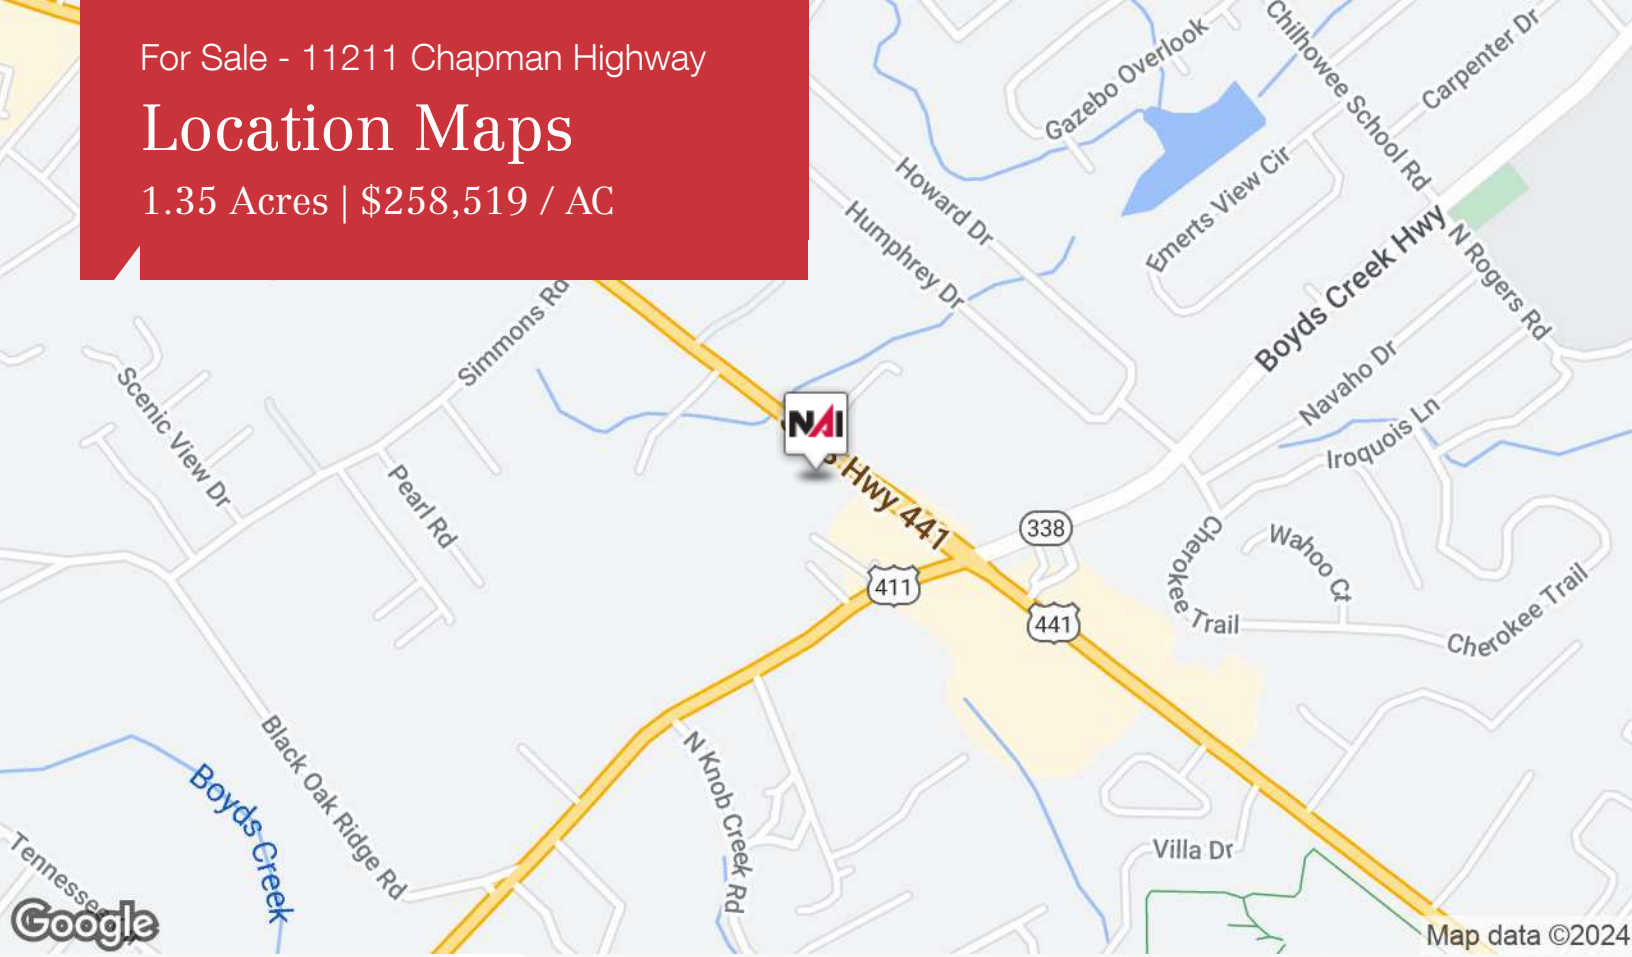 For Sale - 11211 Chapman Highway
Location Maps
1.35 Acres | $258,519 / AC
Chilhowee School Rd
Carpenter Dr
Gazebo Overlook
Howard Dr
Emerts View Cir
Humphrey Dr
Boyds Creek Hwy
N Rogers Rd
Simmons Rd
Navaho Dr
Scenic View Dr
NAI
Iroquois Ln
Hwy 441
Pearl Rd
338
Cherokee Trail
Wahoo Ct
411
441
Cherokee Trail
Black Oak Ridge Rd
N Knob Creek Rd
Boyds Creek
Villa Dr
Tennessee
Google
Map data ©2024